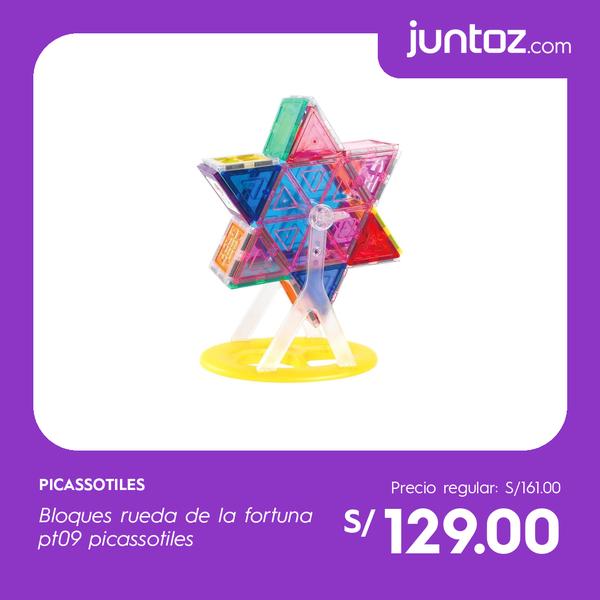 juntoz.com
PICASSOTILES
Bloques rueda de la fortuna
pt09 picassotiles
Precio regular: S/161.00
S/129.00